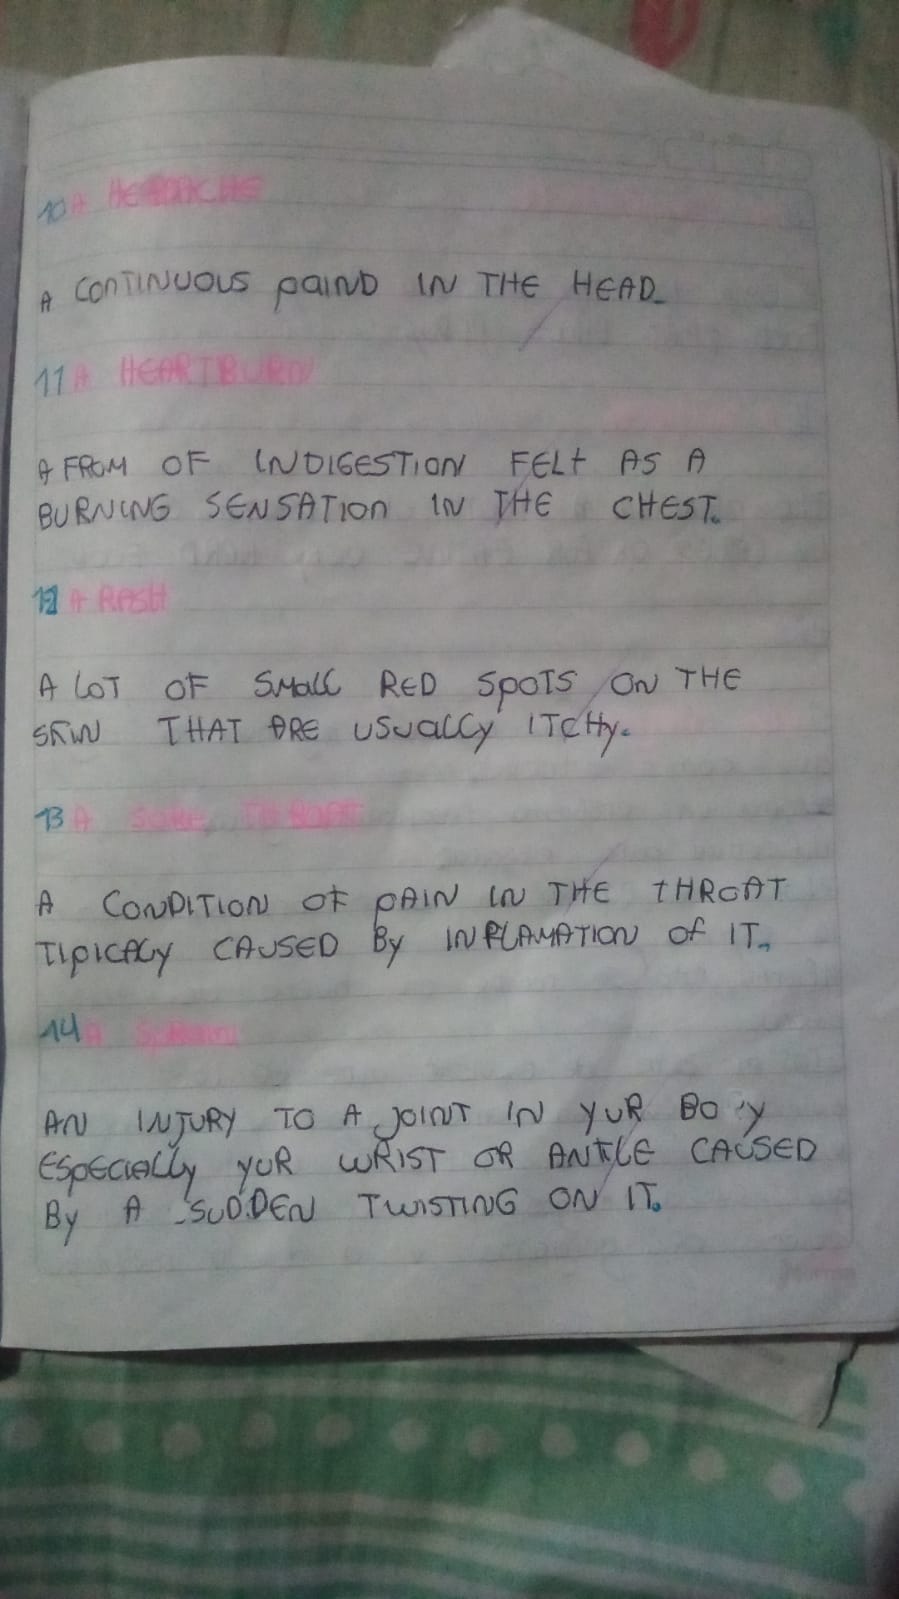 10 A HEADACHE
A CONTINUOUS PAIND IN THE HEAD.
11 A HEARTBURN
A FROM OF INDIGESTION FELT AS A
BURNING SENSATION IN THE CHEST.
12 A RASH
A LOT OF SMALL RED SPOTS ON THE
SKIN THAT ARE USUALLY ITCHY.
13 A SORE THROAT
A CONDITION OF PAIN IN THE THROAT
TIPICALY CAUSED BY INFLAMATION OF IT.
14 A SPRAIN
AN INJURY TO A JOINT IN YUR BODY
ESPECIALLY YUR WRIST OR ANKLE CAUSED
BY A SUDDEN TWISTING ON IT.